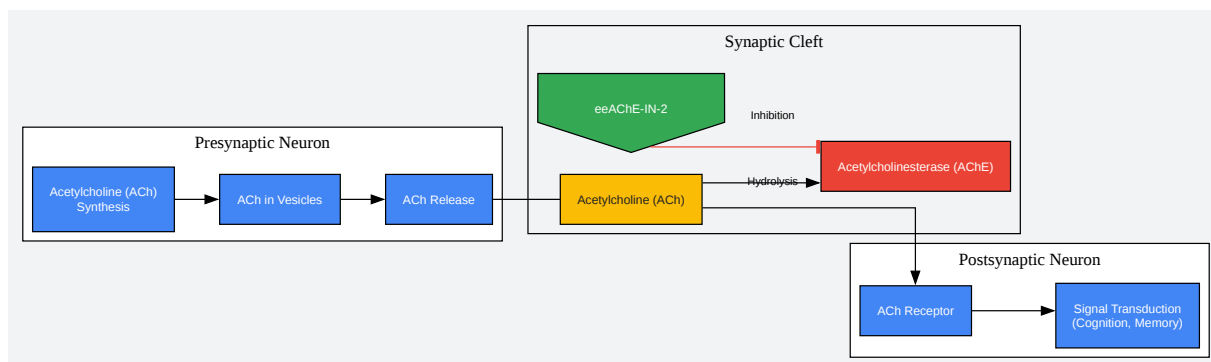 Synaptic Cleft
eeAChE-IN-2
Inhibition
Presynaptic Neuron
Acetylcholinesterase (AChE)
Acetylcholine (ACh)
Synthesis
ACh in Vesicles
ACh Release
Acetylcholine (ACh)
Hydrolysis
Postsynaptic Neuron
ACh Receptor
Signal Transduction
(Cognition, Memory)